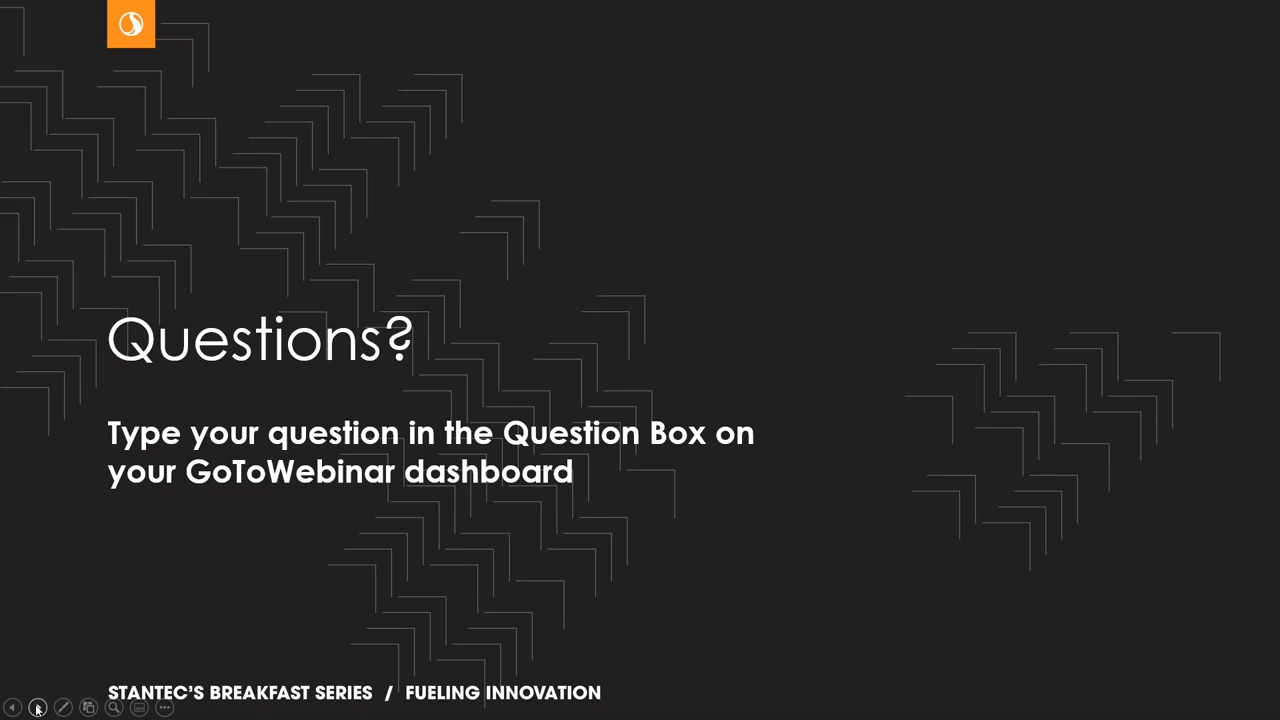 Questions?
Type your question in the Question Box on
your GoToWebinar dashboard
STANTEC'S BREAKFAST SERIES / FUELING INNOVATION